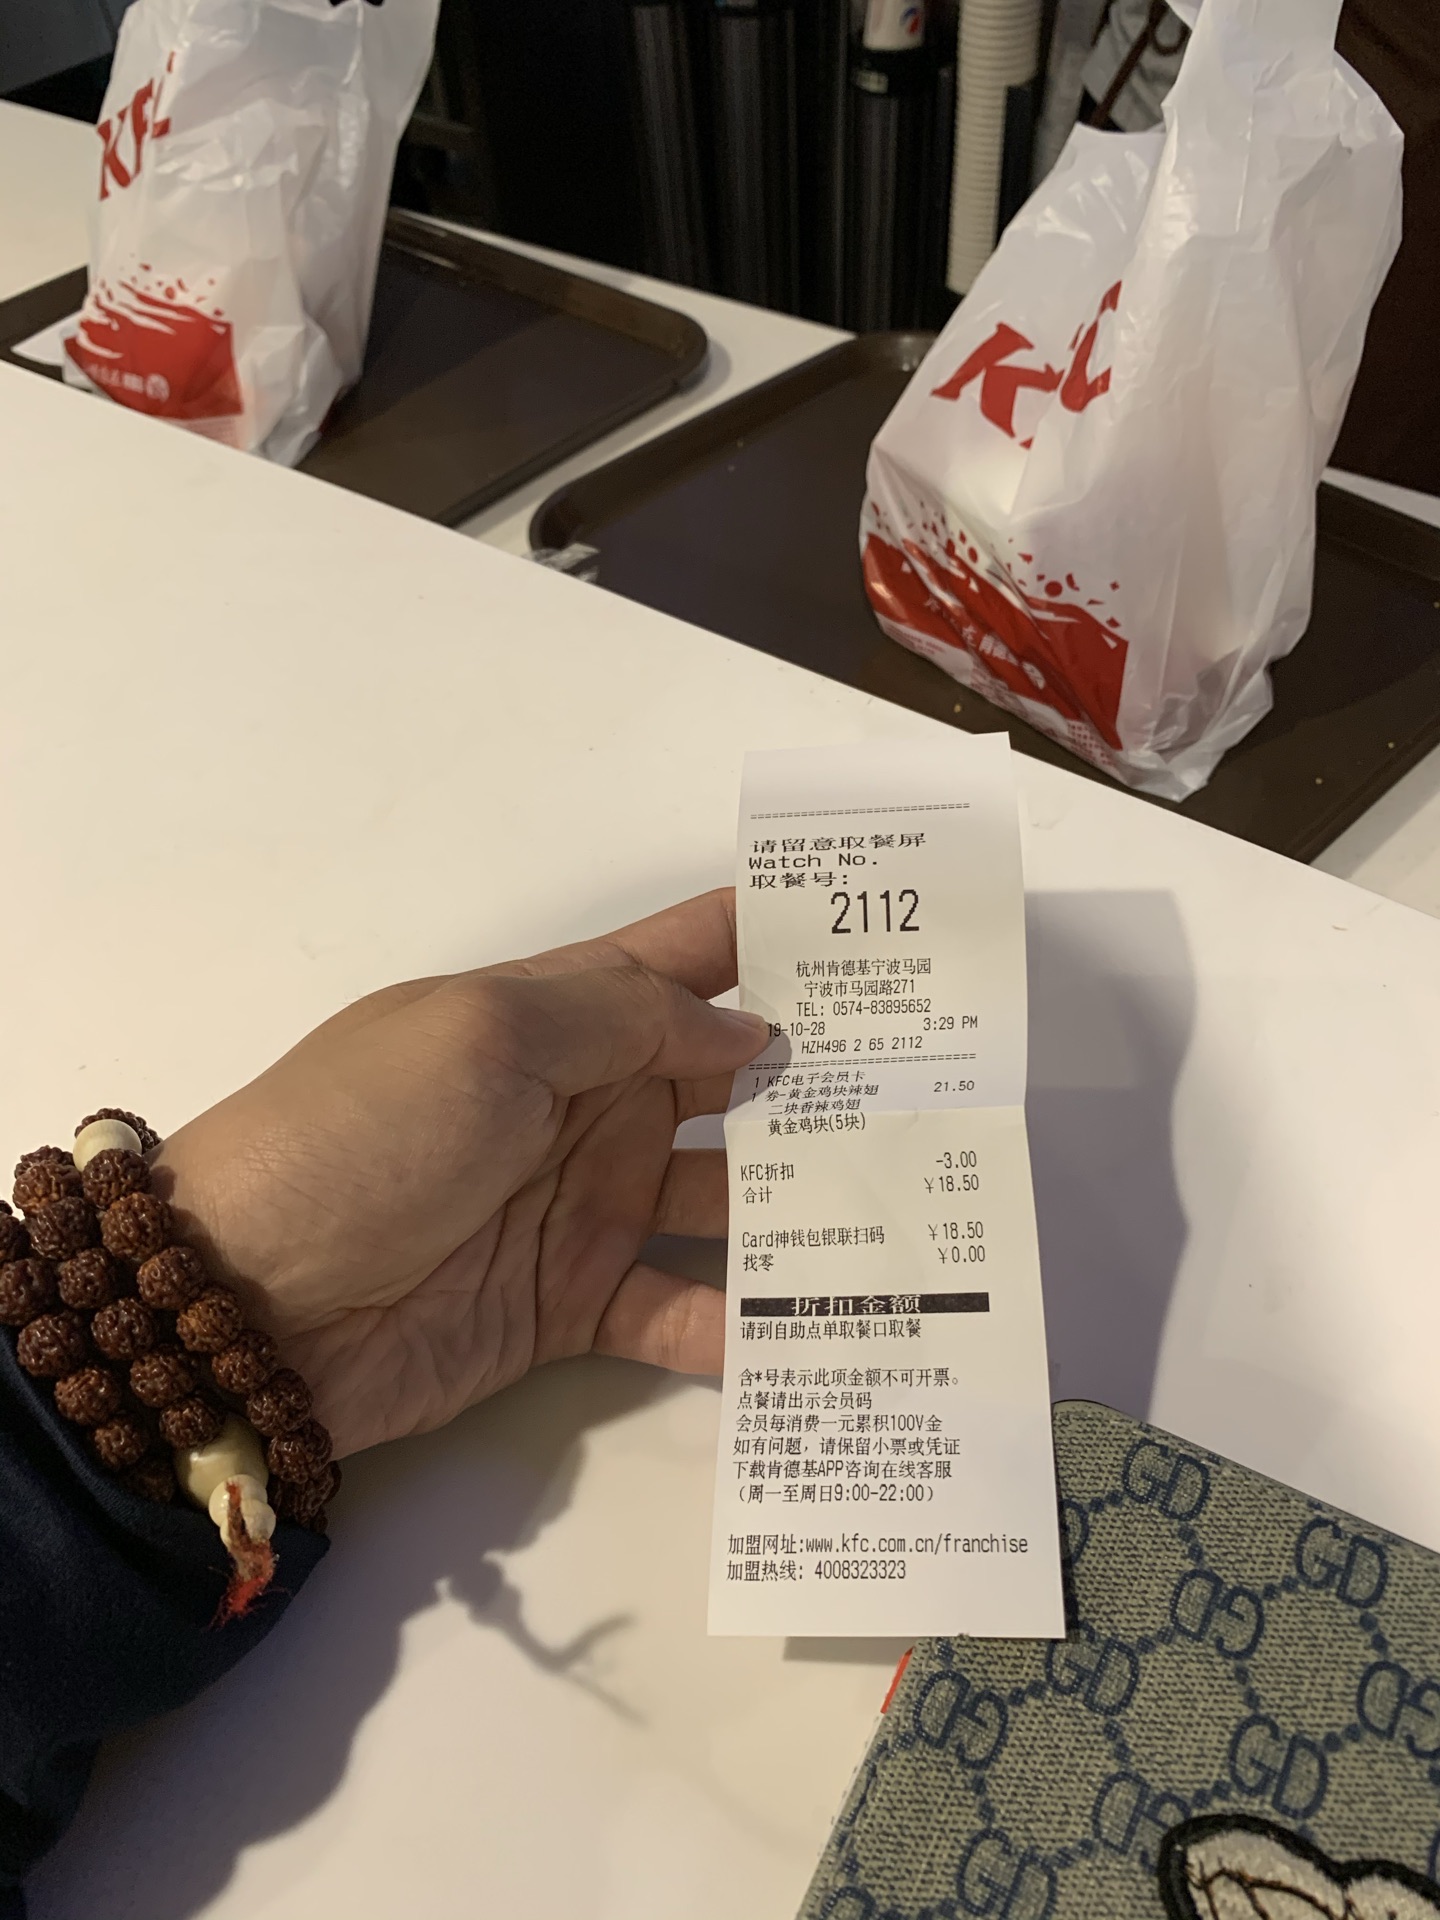 KFC
KFC
==============================
请留意取餐屏
Watch No.
取餐号:
2112
杭州肯德基宁波马园
宁波市马园路271
TEL: 0574-83895652
19-10-28 3:29 PM
HZH496 2 65 2112
==============================
1 KFC电子会员卡
1 券-黄金鸡块辣翅 21.50
二块香辣鸡翅
黄金鸡块(5块)
KFC折扣 -3.00
合计 ￥18.50
Card神钱包银联扫码 ￥18.50
找零 ￥0.00
折扣金额
请到自助点单取餐口取餐
含*号表示此项金额不可开票。
点餐请出示会员码
会员每消费一元累积100V金
如有问题，请保留小票或凭证
下载肯德基APP咨询在线客服
（周一至周日9:00-22:00）
加盟网址:www.kfc.com.cn/franchise
加盟热线: 4008323323